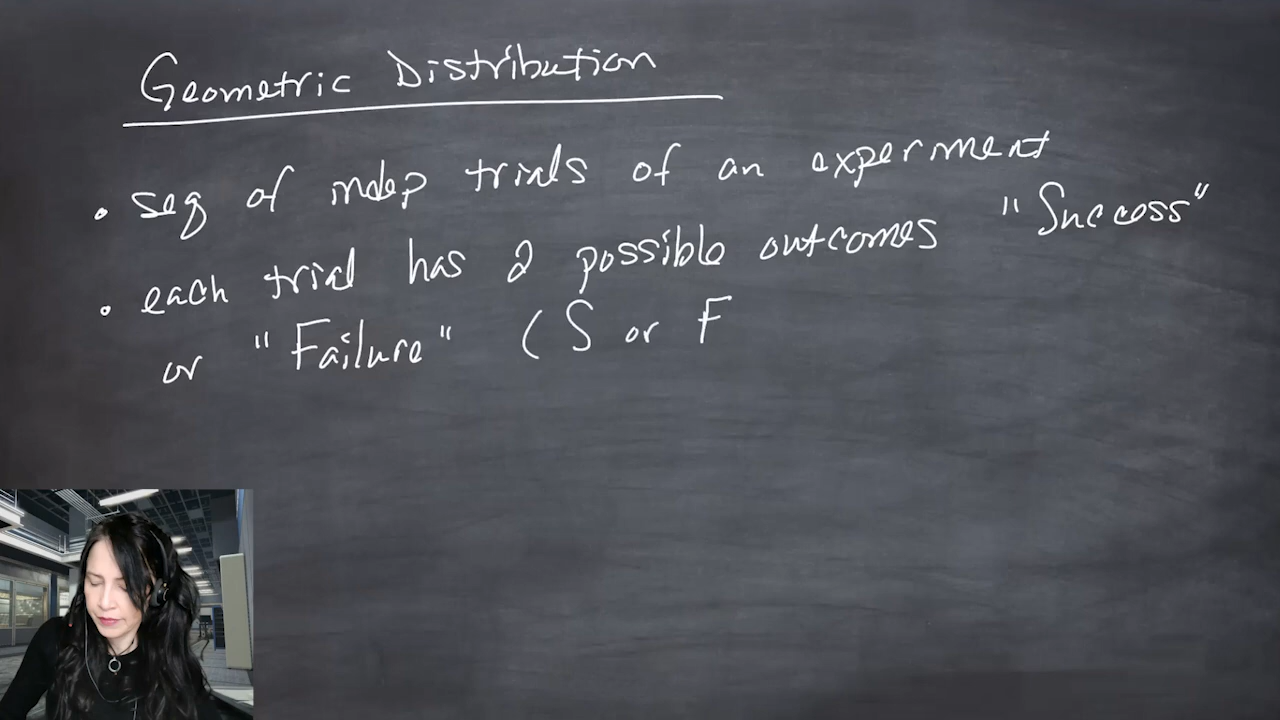 Geometric Distribution
• seq of indep trials of an experiment
• each trial has 2 possible outcomes "Success"
or "Failure" (S or F